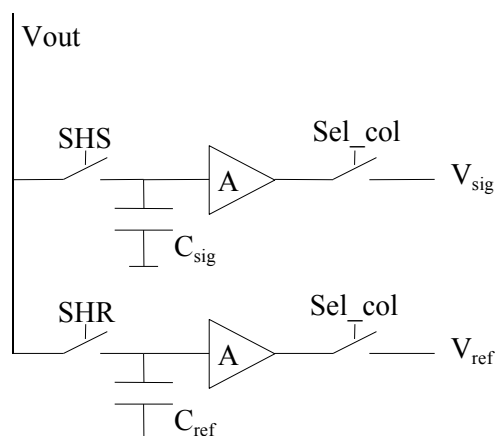 Vout
SHS
Sel_col
A
V_sig
C_sig
SHR
Sel_col
A
V_ref
C_ref